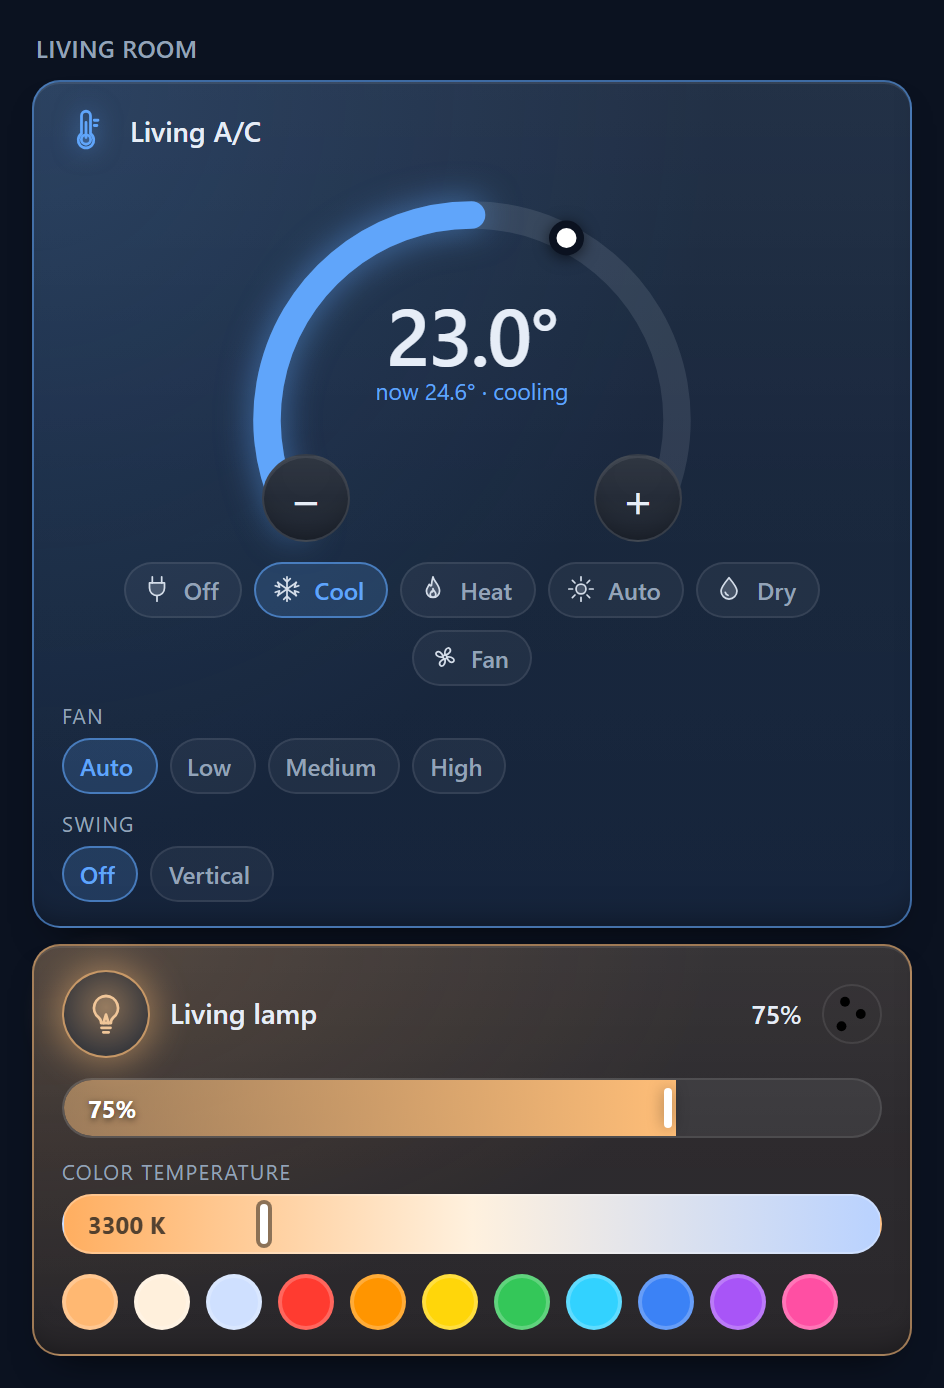 LIVING ROOM
Living A/C
23.0°
now 24.6° · cooling
− +
Off Cool Heat Auto Dry
Fan
FAN
Auto Low Medium High
SWING
Off Vertical
Living lamp 75%
75%
COLOR TEMPERATURE
3300 K